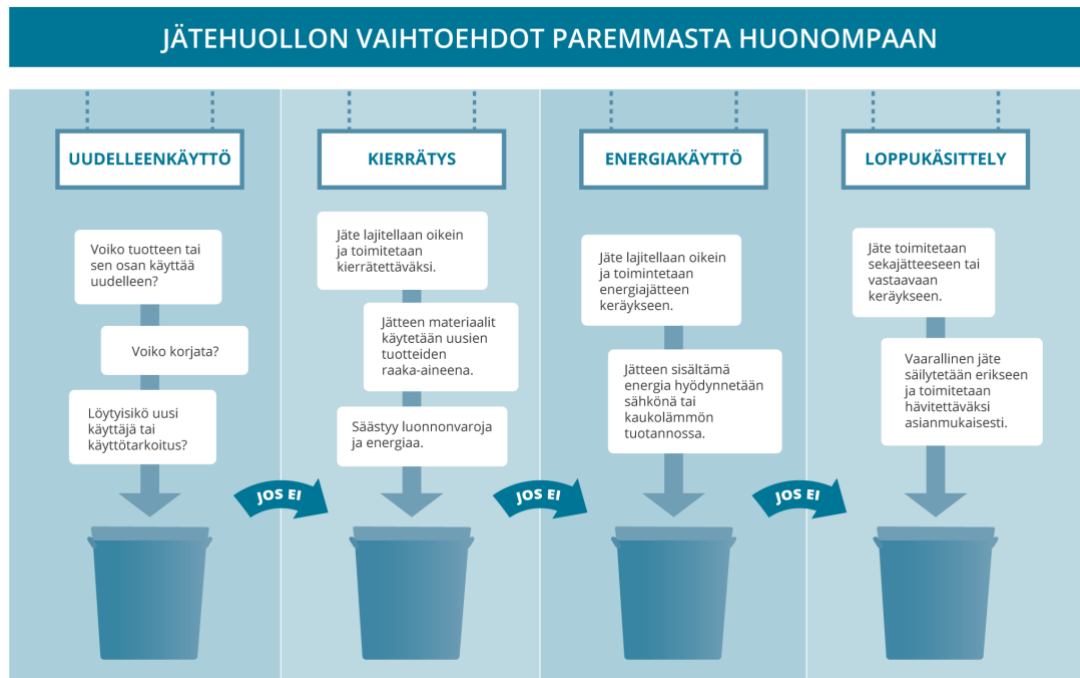 JÄTEHUOLLON VAIHTOEHDOT PAREMMASTA HUONOMPAAN
UUDELLEENKÄYTTÖ
Voiko tuotteen tai
sen osan käyttää
uudelleen?
Voiko korjata?
Löytyisikö uusi
käyttäjä tai
käyttötarkoitus?
JOS EI
KIERRÄTYS
Jäte lajitellaan oikein
ja toimitetaan
kierrätettäväksi.
Jätteen materiaalit
käytetään uusien
tuotteiden
raaka-aineena.
Säästyy luonnonvaroja
ja energiaa.
JOS EI
ENERGIAKÄYTTÖ
Jäte lajitellaan oikein
ja toimintetaan
energiajätteen
keräykseen.
Jätteen sisältämä
energia hyödynnetään
sähkönä tai
kaukolämmön
tuotannossa.
JOS EI
LOPPUKÄSITTELY
Jäte toimitetaan
sekajätteeseen tai
vastaavaan
keräykseen.
Vaarallinen jäte
säilytetään erikseen
ja toimitetaan
hävitettäväksi
asianmukaisesti.